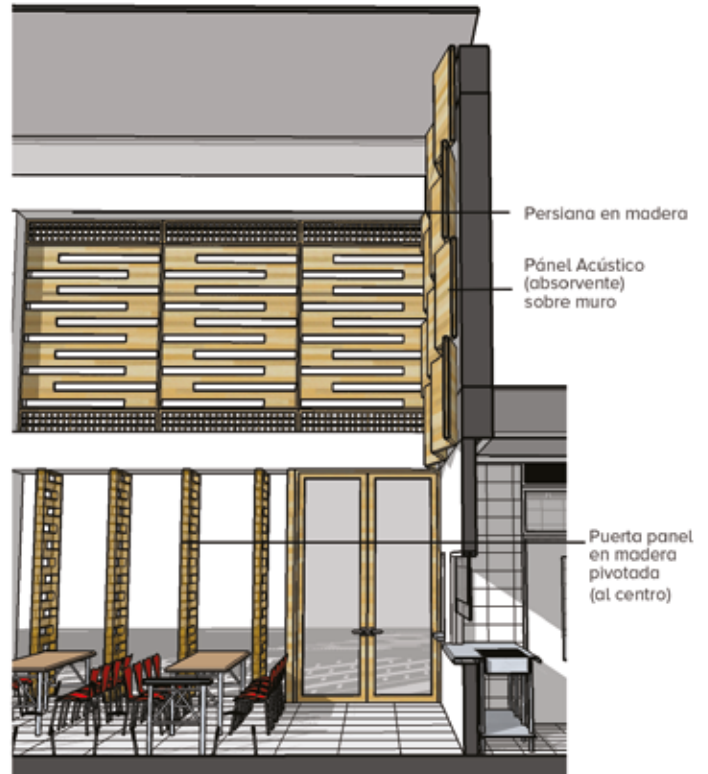 Persiana en madera
Pánel Acústico
(absorvente)
sobre muro
Puerta panel
en madera
pivotada
(al centro)